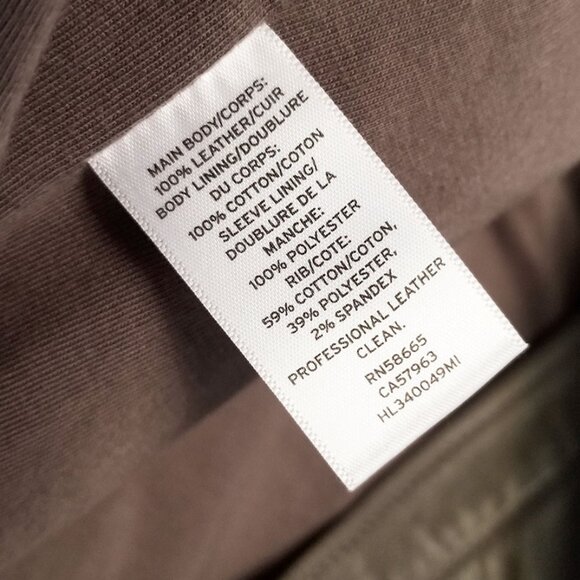 MAIN BODY/CORPS:
100% LEATHER/CUIR
BODY LINING/DOUBLURE
DU CORPS:
100% COTTON/COTON
SLEEVE LINING/
DOUBLURE DE LA
MANCHE:
100% POLYESTER
RIB/COTE:
59% COTTON/COTON,
39% POLYESTER,
2% SPANDEX
PROFESSIONAL LEATHER
CLEAN.
RN58665
CA57963
HL340049MI